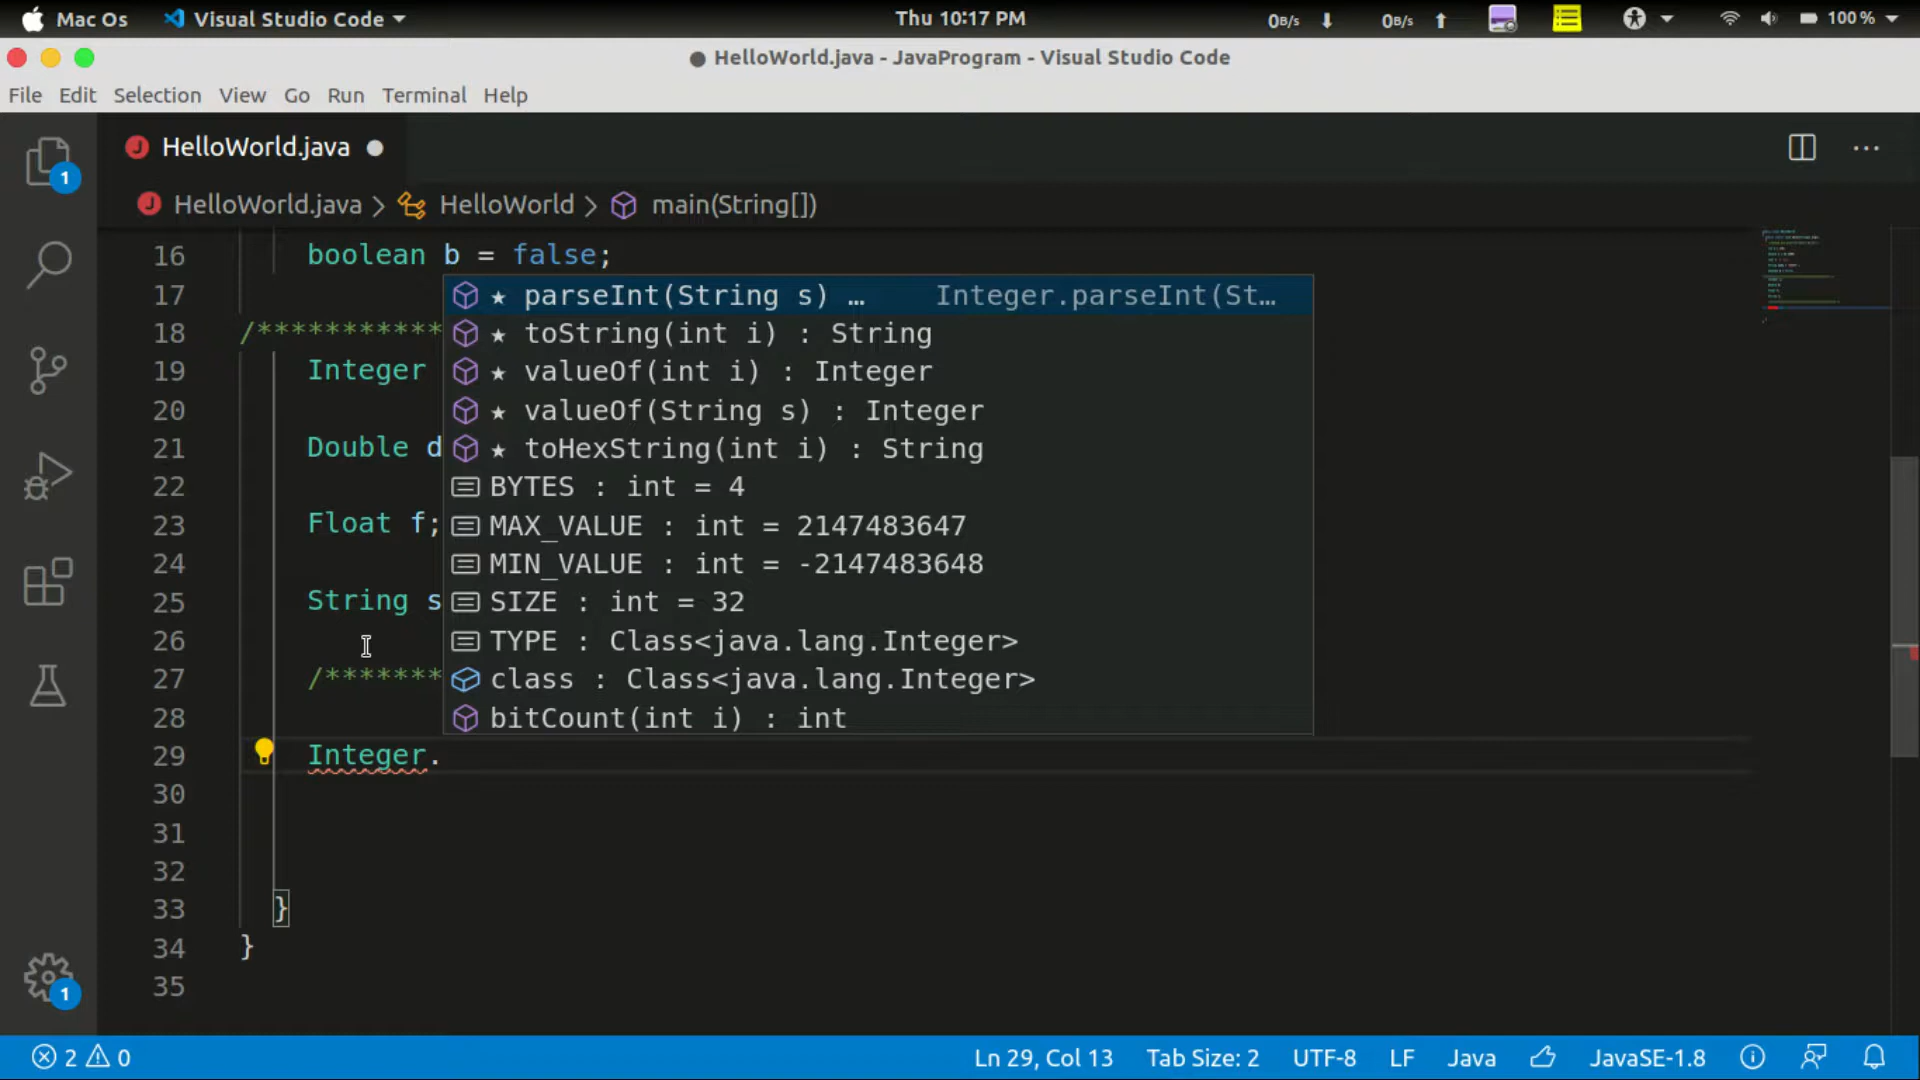 Mac Os Visual Studio Code Thu 10:17 PM 0B/s 0B/s 100%
HelloWorld.java - JavaProgram - Visual Studio Code
File Edit Selection View Go Run Terminal Help
1 J HelloWorld.java
J HelloWorld.java > HelloWorld > main(String[])
16 boolean b = false;
17 ★ parseInt(String s) … Integer.parseInt(St…
18 /*********** ★ toString(int i) : String
19 Integer ★ valueOf(int i) : Integer
20 ★ valueOf(String s) : Integer
21 Double d ★ toHexString(int i) : String
22 BYTES : int = 4
23 Float f; MAX_VALUE : int = 2147483647
24 MIN_VALUE : int = -2147483648
25 String s SIZE : int = 32
26 TYPE : Class<java.lang.Integer>
27 /******* class : Class<java.lang.Integer>
28 bitCount(int i) : int
29 Integer.
30
31
32
33 }
34 }
35
1
2 0 Ln 29, Col 13 Tab Size: 2 UTF-8 LF Java JavaSE-1.8